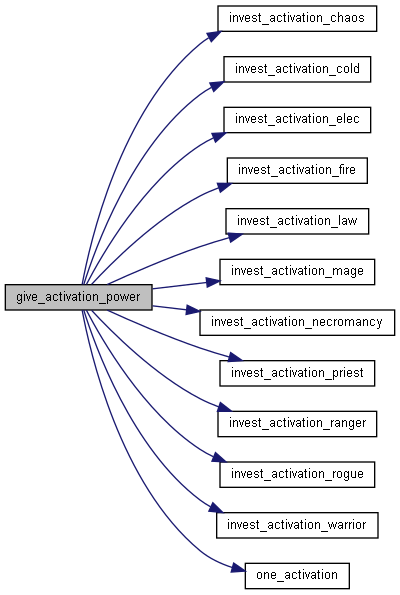 invest_activation_chaos
invest_activation_cold
invest_activation_elec
invest_activation_fire
invest_activation_law
invest_activation_mage
give_activation_power
invest_activation_necromancy
invest_activation_priest
invest_activation_ranger
invest_activation_rogue
invest_activation_warrior
one_activation